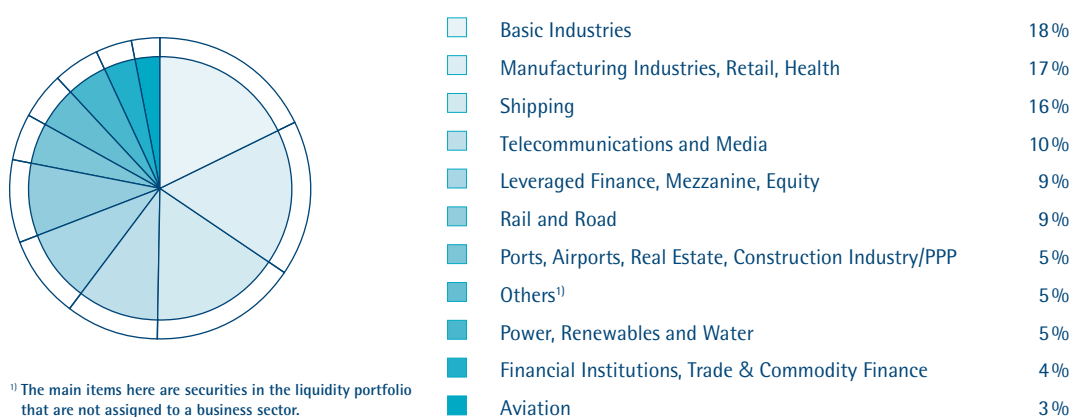 Basic Industries 18%
Manufacturing Industries, Retail, Health 17%
Shipping 16%
Telecommunications and Media 10%
Leveraged Finance, Mezzanine, Equity 9%
Rail and Road 9%
Ports, Airports, Real Estate, Construction Industry/PPP 5%
Others¹⁾ 5%
Power, Renewables and Water 5%
Financial Institutions, Trade & Commodity Finance 4%
Aviation 3%
¹⁾ The main items here are securities in the liquidity portfolio
that are not assigned to a business sector.